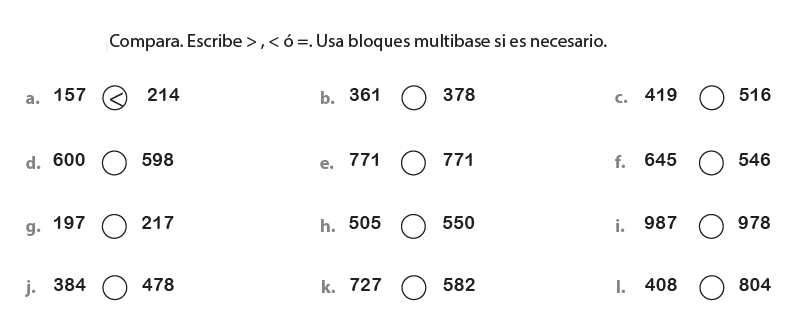 Compara. Escribe > , < ó =. Usa bloques multibase si es necesario.
a. 157 < 214 b. 361 ◯ 378 c. 419 ◯ 516
d. 600 ◯ 598 e. 771 ◯ 771 f. 645 ◯ 546
g. 197 ◯ 217 h. 505 ◯ 550 i. 987 ◯ 978
j. 384 ◯ 478 k. 727 ◯ 582 l. 408 ◯ 804